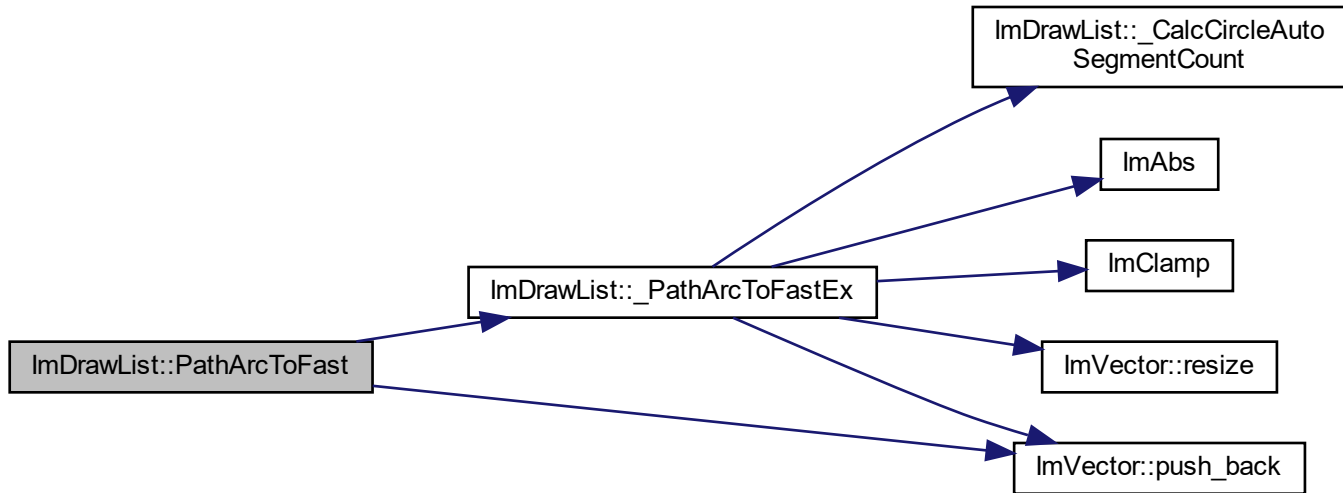 ImDrawList::_CalcCircleAuto
SegmentCount
ImAbs
ImClamp
ImDrawList::_PathArcToFastEx
ImDrawList::PathArcToFast
ImVector::resize
ImVector::push_back